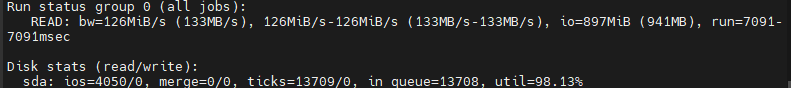 Run status group 0 (all jobs):
   READ: bw=126MiB/s (133MB/s), 126MiB/s-126MiB/s (133MB/s-133MB/s), io=897MiB (941MB), run=7091-
7091msec

Disk stats (read/write):
  sda: ios=4050/0, merge=0/0, ticks=13709/0, in_queue=13708, util=98.13%